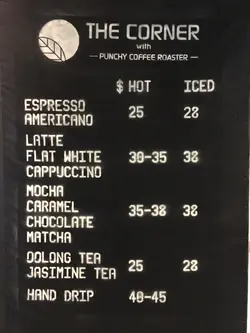 THE CORNER
with
— PUNCHY COFFEE ROASTER —
$ HOT ICED
ESPRESSO
AMERICANO 25 28
LATTE
FLAT WHITE 30-35 38
CAPPUCCINO
MOCHA
CARAMEL 35-38 38
CHOCOLATE
MATCHA
OOLONG TEA
JASIMINE TEA 25 28
HAND DRIP 40-45